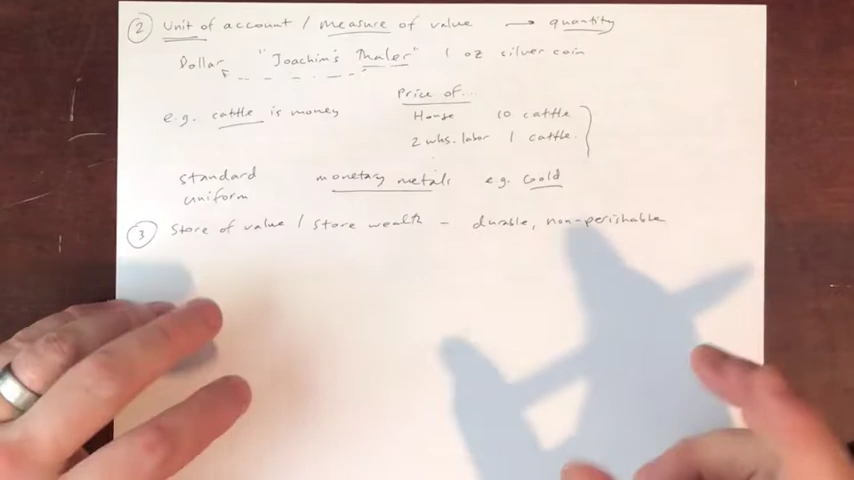 2 Unit of account / measure of value → quantity
Dollar "Joachim's Thaler" 1 oz silver coin
Price of...
e.g. cattle is money House 10 cattle
2 wks. labor 1 cattle
standard monetary metals e.g. Gold
uniform
3 Store of value / store wealth - durable, non-perishable